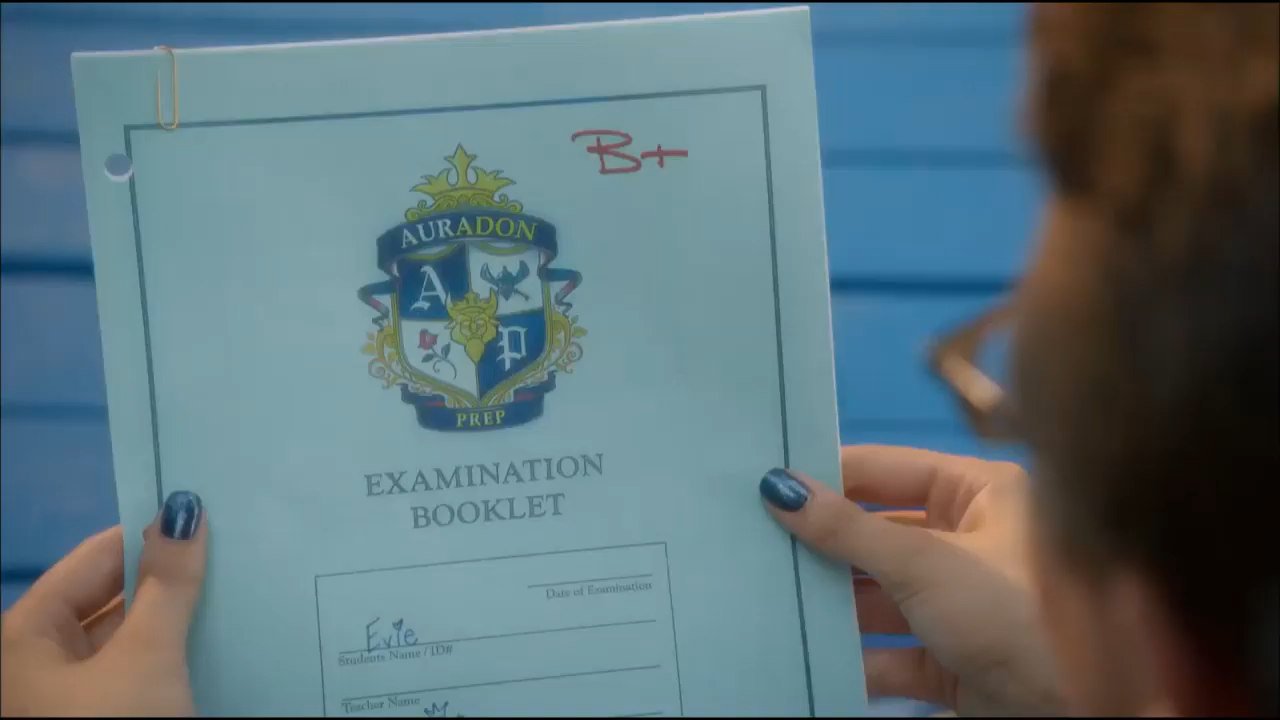 B+
AURADON
A
P
PREP
EXAMINATION
BOOKLET
Date of Examination
Evie
Students Name / ID#
Teacher Name